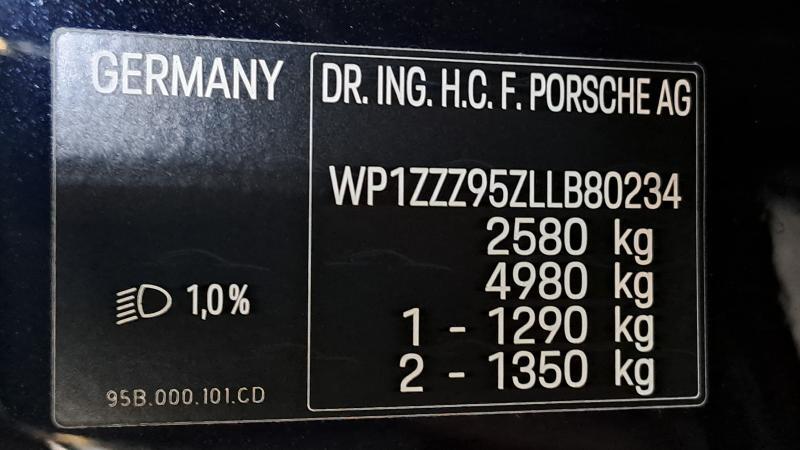 GERMANY
DR. ING. H.C. F. PORSCHE AG
WP1ZZZ95ZLLB80234
2580 kg
4980 kg
1 - 1290 kg
2 - 1350 kg
1,0%
95B.000.101.CD